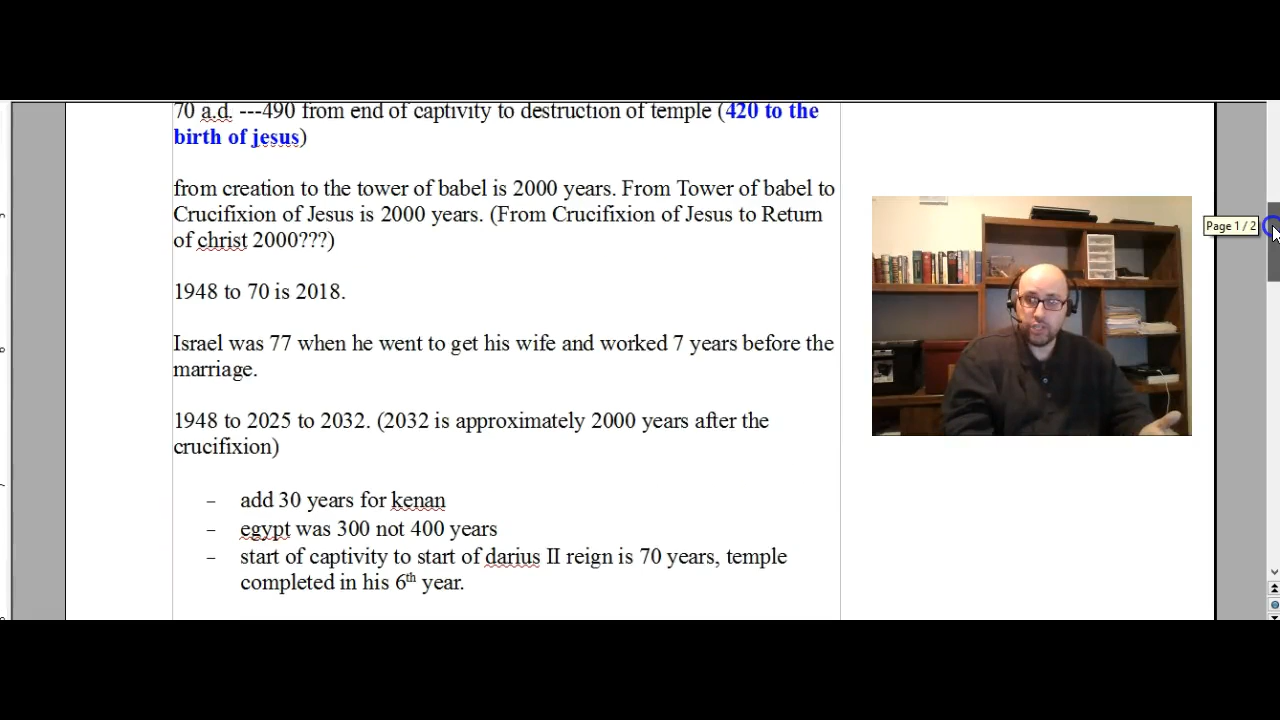 70 a.d. ---490 from end of captivity to destruction of temple (420 to the
birth of jesus)
from creation to the tower of babel is 2000 years. From Tower of babel to
Crucifixion of Jesus is 2000 years. (From Crucifixion of Jesus to Return
of christ 2000???)
1948 to 70 is 2018.
Israel was 77 when he went to get his wife and worked 7 years before the
marriage.
1948 to 2025 to 2032. (2032 is approximately 2000 years after the
crucifixion)
- add 30 years for kenan
- egypt was 300 not 400 years
- start of captivity to start of darius II reign is 70 years, temple
completed in his 6th year.
Page 1 / 2